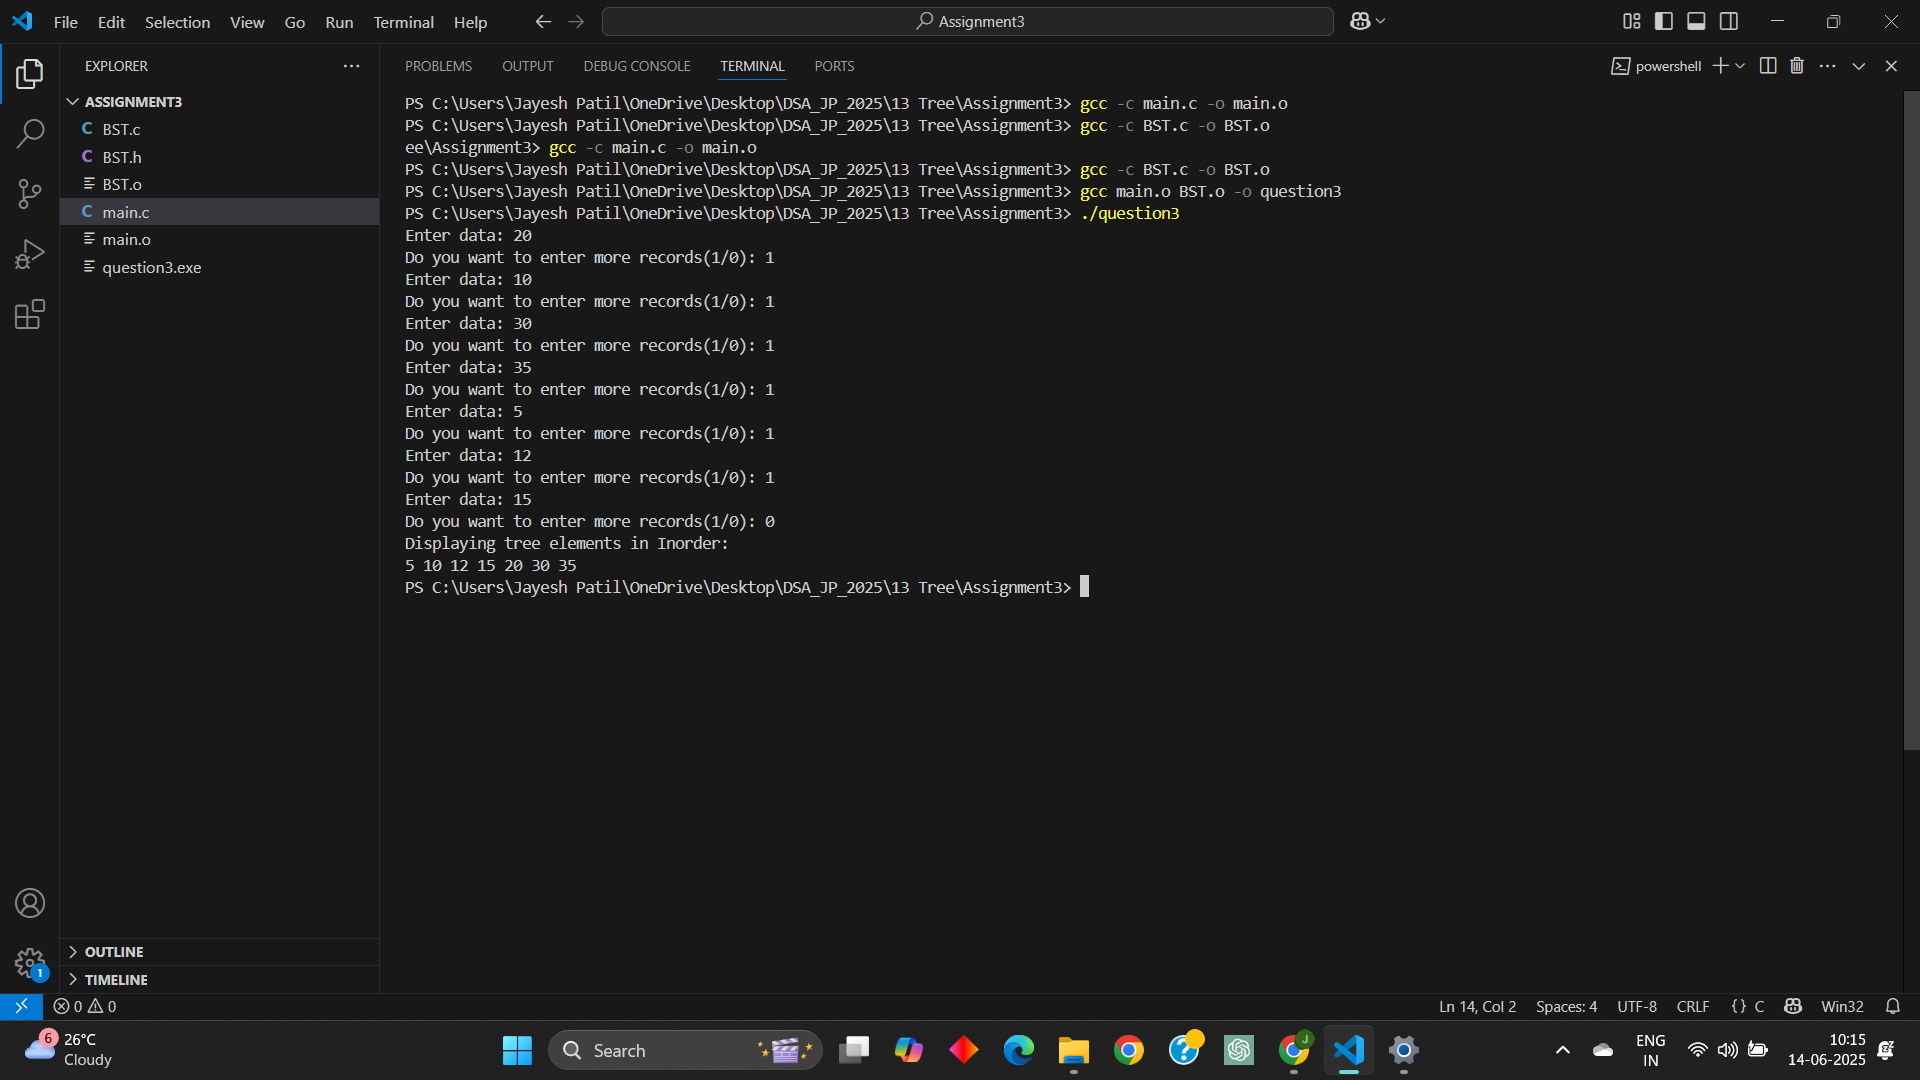 File Edit Selection View Go Run Terminal Help
Assignment3
EXPLORER
ASSIGNMENT3
C BST.c
C BST.h
BST.o
C main.c
main.o
question3.exe
OUTLINE
TIMELINE
1
PROBLEMS OUTPUT DEBUG CONSOLE TERMINAL PORTS
powershell
PS C:\Users\Jayesh Patil\OneDrive\Desktop\DSA_JP_2025\13 Tree\Assignment3> gcc -c main.c -o main.o
PS C:\Users\Jayesh Patil\OneDrive\Desktop\DSA_JP_2025\13 Tree\Assignment3> gcc -c BST.c -o BST.o
ee\Assignment3> gcc -c main.c -o main.o
PS C:\Users\Jayesh Patil\OneDrive\Desktop\DSA_JP_2025\13 Tree\Assignment3> gcc -c BST.c -o BST.o
PS C:\Users\Jayesh Patil\OneDrive\Desktop\DSA_JP_2025\13 Tree\Assignment3> gcc main.o BST.o -o question3
PS C:\Users\Jayesh Patil\OneDrive\Desktop\DSA_JP_2025\13 Tree\Assignment3> ./question3
Enter data: 20
Do you want to enter more records(1/0): 1
Enter data: 10
Do you want to enter more records(1/0): 1
Enter data: 30
Do you want to enter more records(1/0): 1
Enter data: 35
Do you want to enter more records(1/0): 1
Enter data: 5
Do you want to enter more records(1/0): 1
Enter data: 12
Do you want to enter more records(1/0): 1
Enter data: 15
Do you want to enter more records(1/0): 0
Displaying tree elements in Inorder:
5 10 12 15 20 30 35
PS C:\Users\Jayesh Patil\OneDrive\Desktop\DSA_JP_2025\13 Tree\Assignment3>
0 0
Ln 14, Col 2 Spaces: 4 UTF-8 CRLF {} C Win32
6
26°C
Cloudy
Search
J
ENG
IN
10:15
14-06-2025